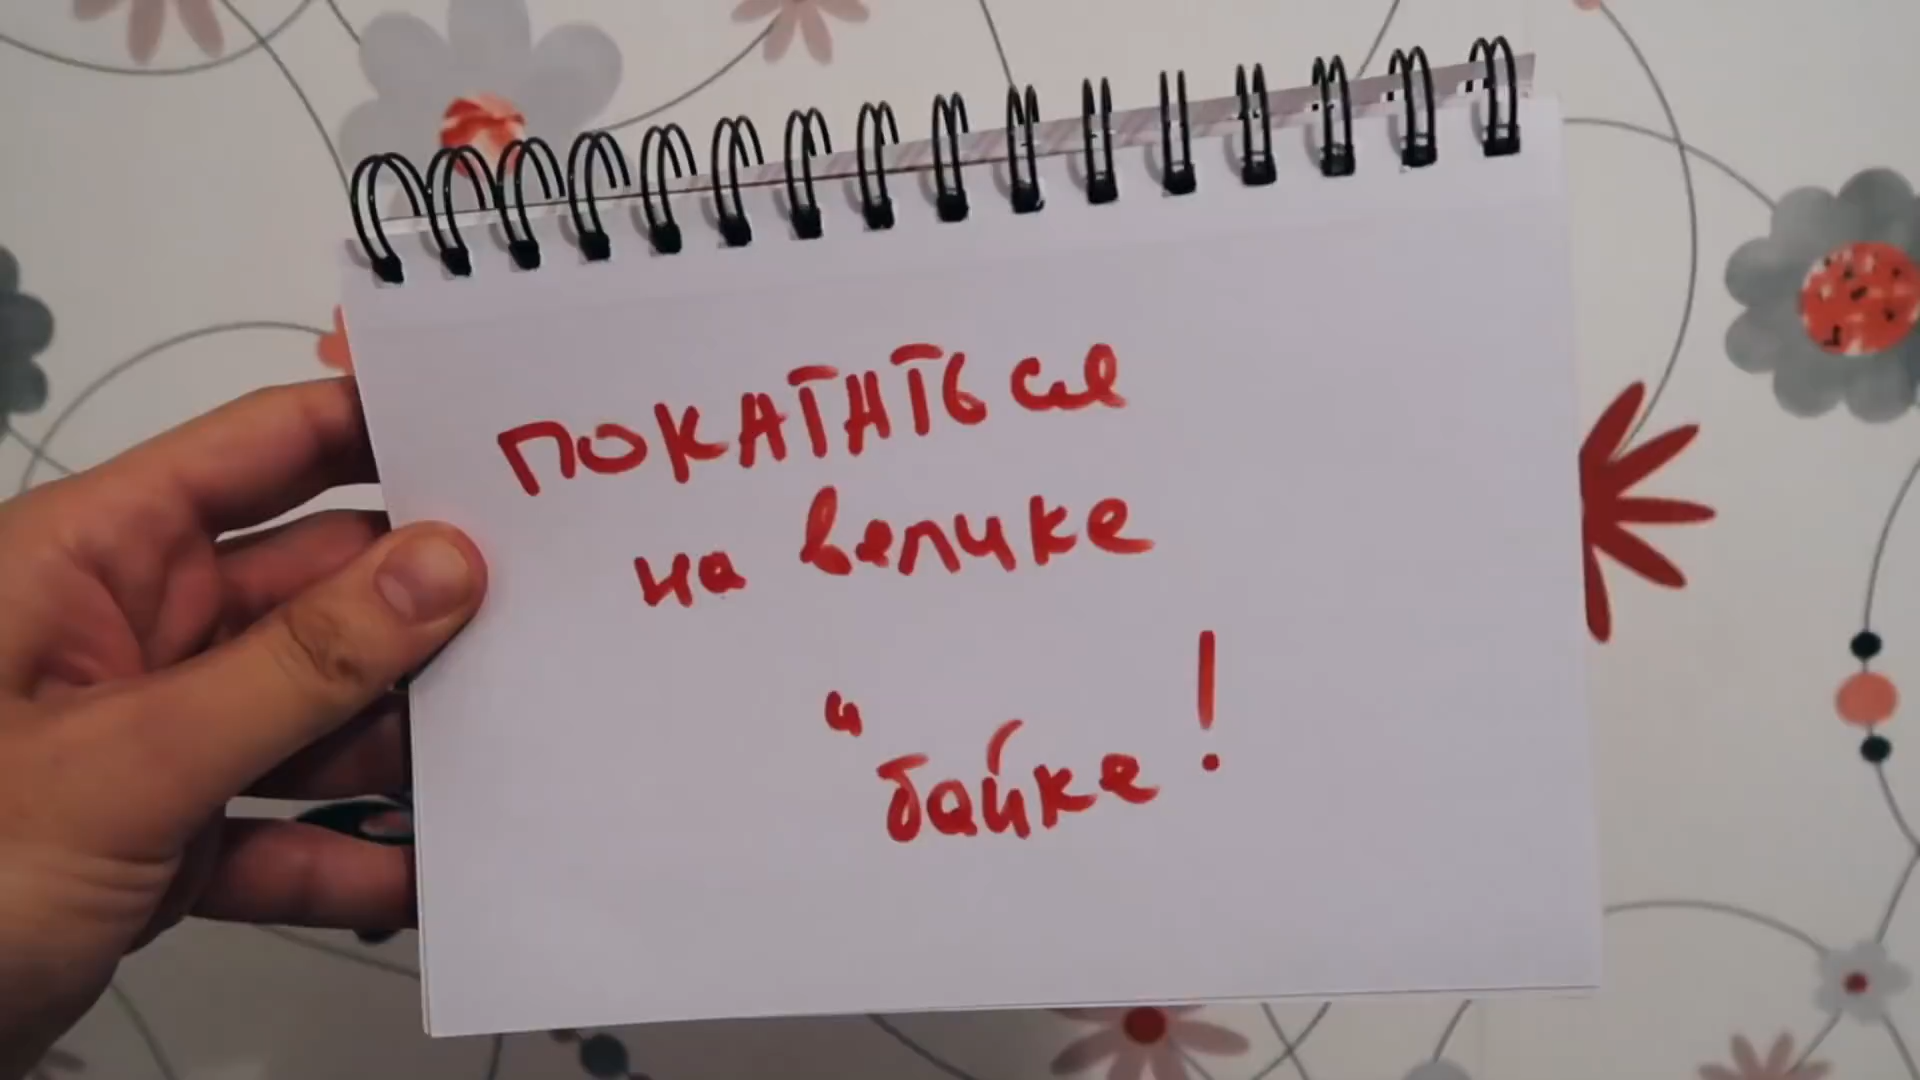 покататься
на велике
и
байке!